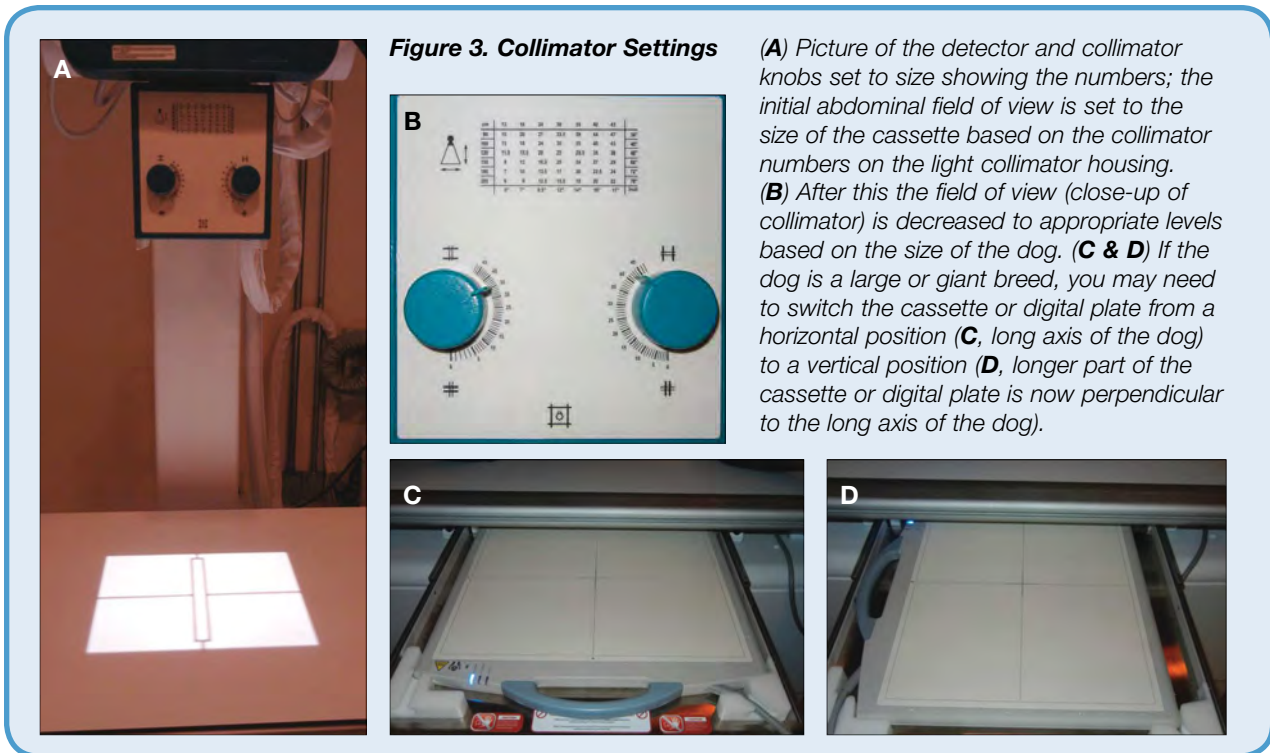 A
Figure 3. Collimator Settings
B
(A) Picture of the detector and collimator
knobs set to size showing the numbers; the
initial abdominal field of view is set to the
size of the cassette based on the collimator
numbers on the light collimator housing.
(B) After this the field of view (close-up of
collimator) is decreased to appropriate levels
based on the size of the dog. (C & D) If the
dog is a large or giant breed, you may need
to switch the cassette or digital plate from a
horizontal position (C, long axis of the dog)
to a vertical position (D, longer part of the
cassette or digital plate is now perpendicular
to the long axis of the dog).
C
D